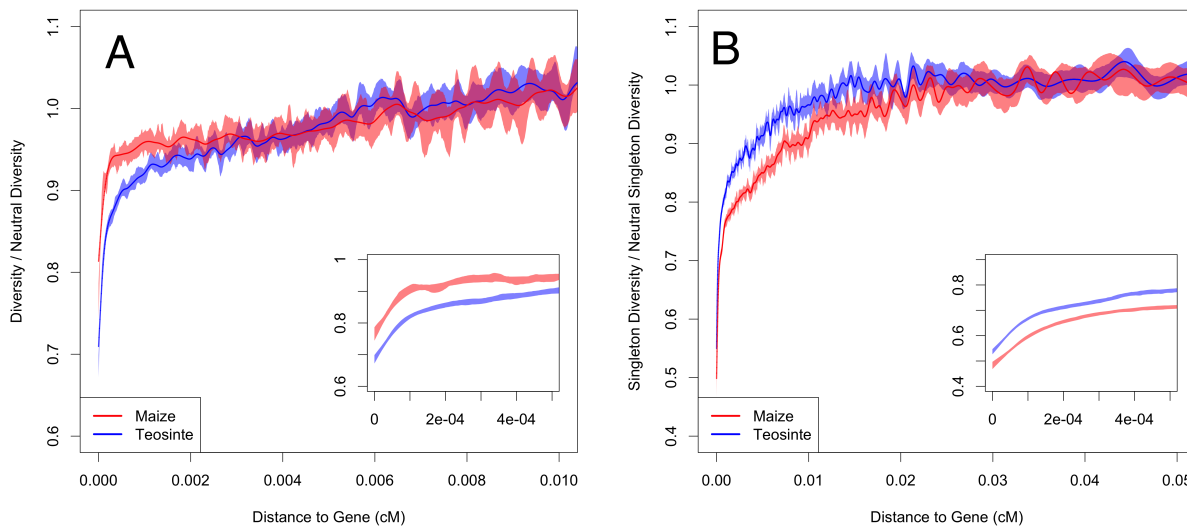 A
Diversity / Neutral Diversity
1.1
1.0
0.9
0.8
0.7
0.6
0.000
0.002
0.004
0.006
0.008
0.010
Distance to Gene (cM)
Maize
Teosinte
1
0.8
0.6
0
2e-04
4e-04
B
Singleton Diversity / Neutral Singleton Diversity
1.1
1.0
0.9
0.8
0.7
0.6
0.5
0.4
0.00
0.01
0.02
0.03
0.04
0.05
Distance to Gene (cM)
Maize
Teosinte
0.8
0.6
0.4
0
2e-04
4e-04